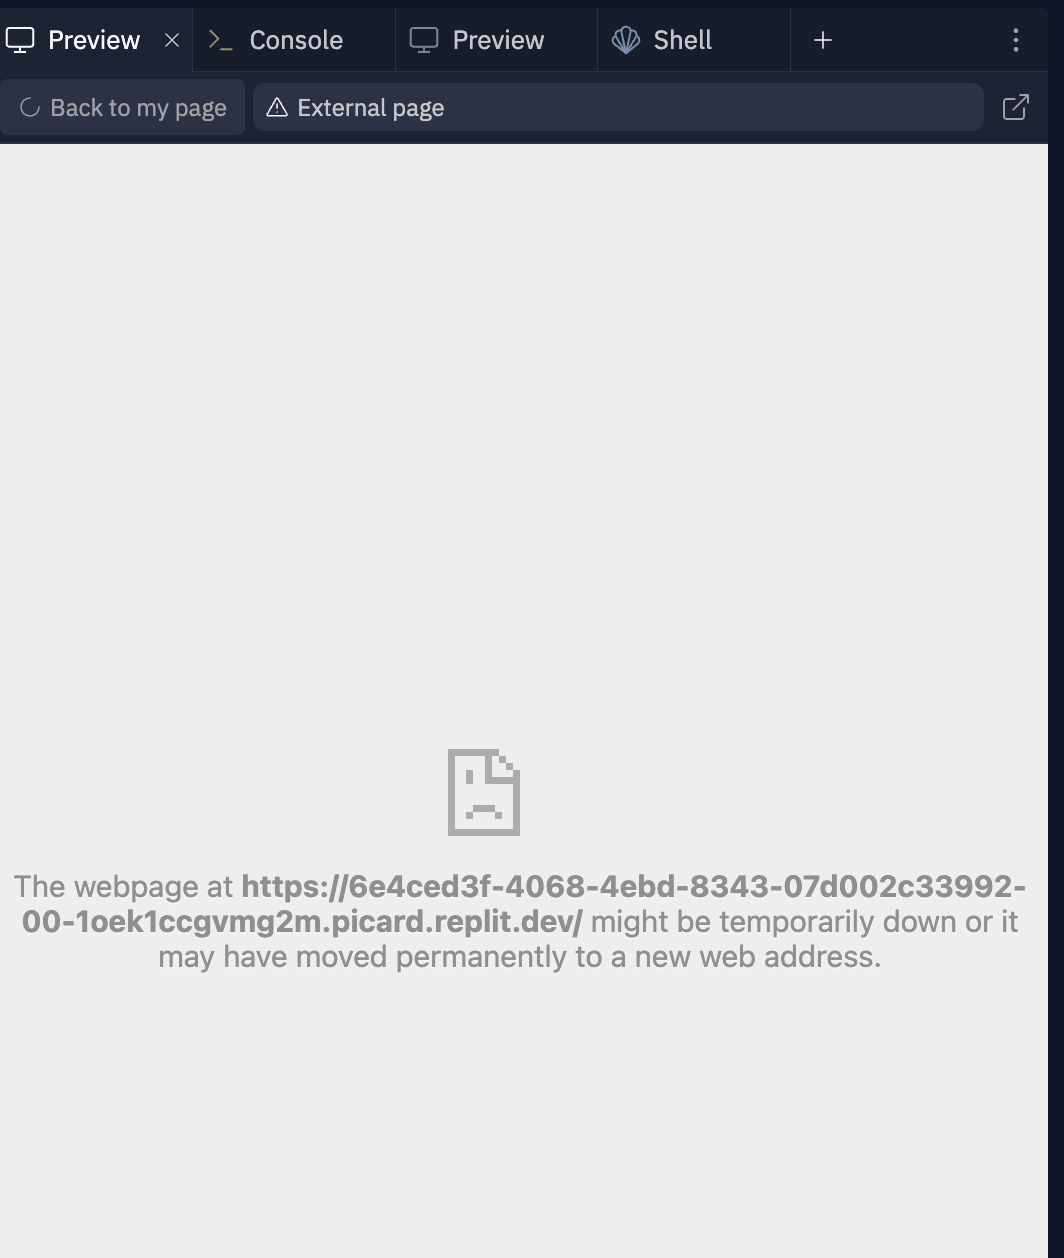 Preview
Console
Preview
Shell
Back to my page
External page
The webpage at https://6e4ced3f-4068-4ebd-8343-07d002c33992-
00-1oek1ccgvmg2m.picard.replit.dev/ might be temporarily down or it
may have moved permanently to a new web address.